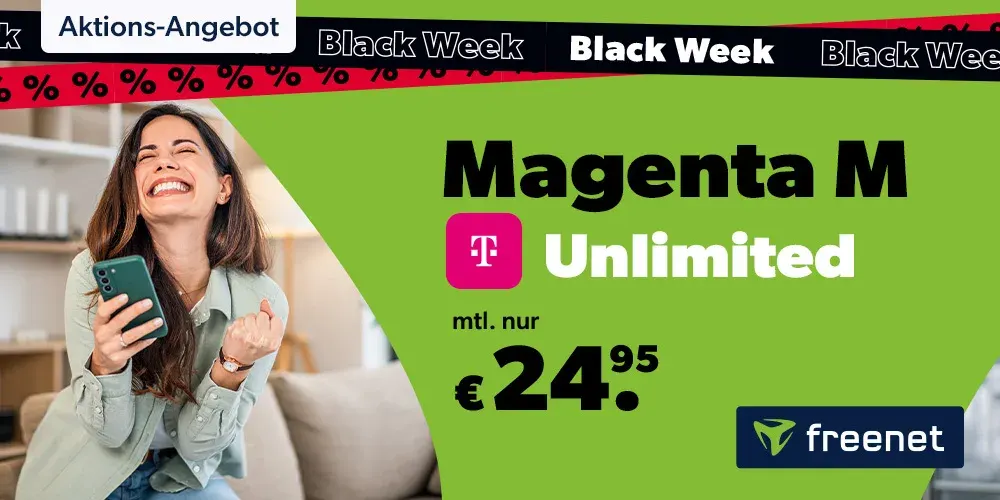 Aktions-Angebot
k Black Week Black Week Black Wee
% % % % % % % % % % % %
Magenta M
T Unlimited
mtl. nur
€ 24.95
freenet